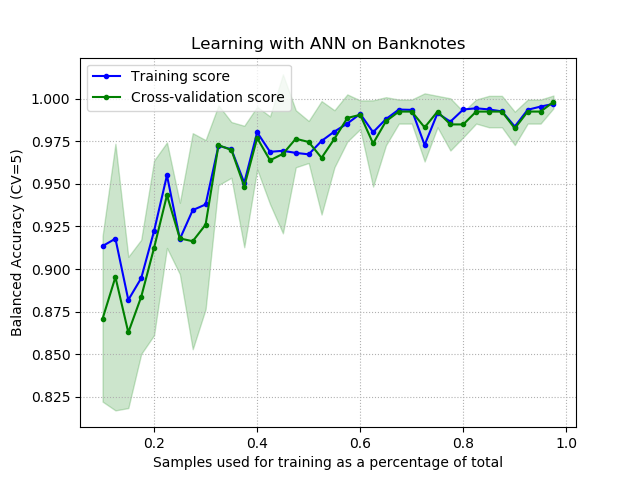 Learning with ANN on Banknotes
Training score
Cross-validation score
Balanced Accuracy (CV=5)
1.000
0.975
0.950
0.925
0.900
0.875
0.850
0.825
0.2 0.4 0.6 0.8 1.0
Samples used for training as a percentage of total